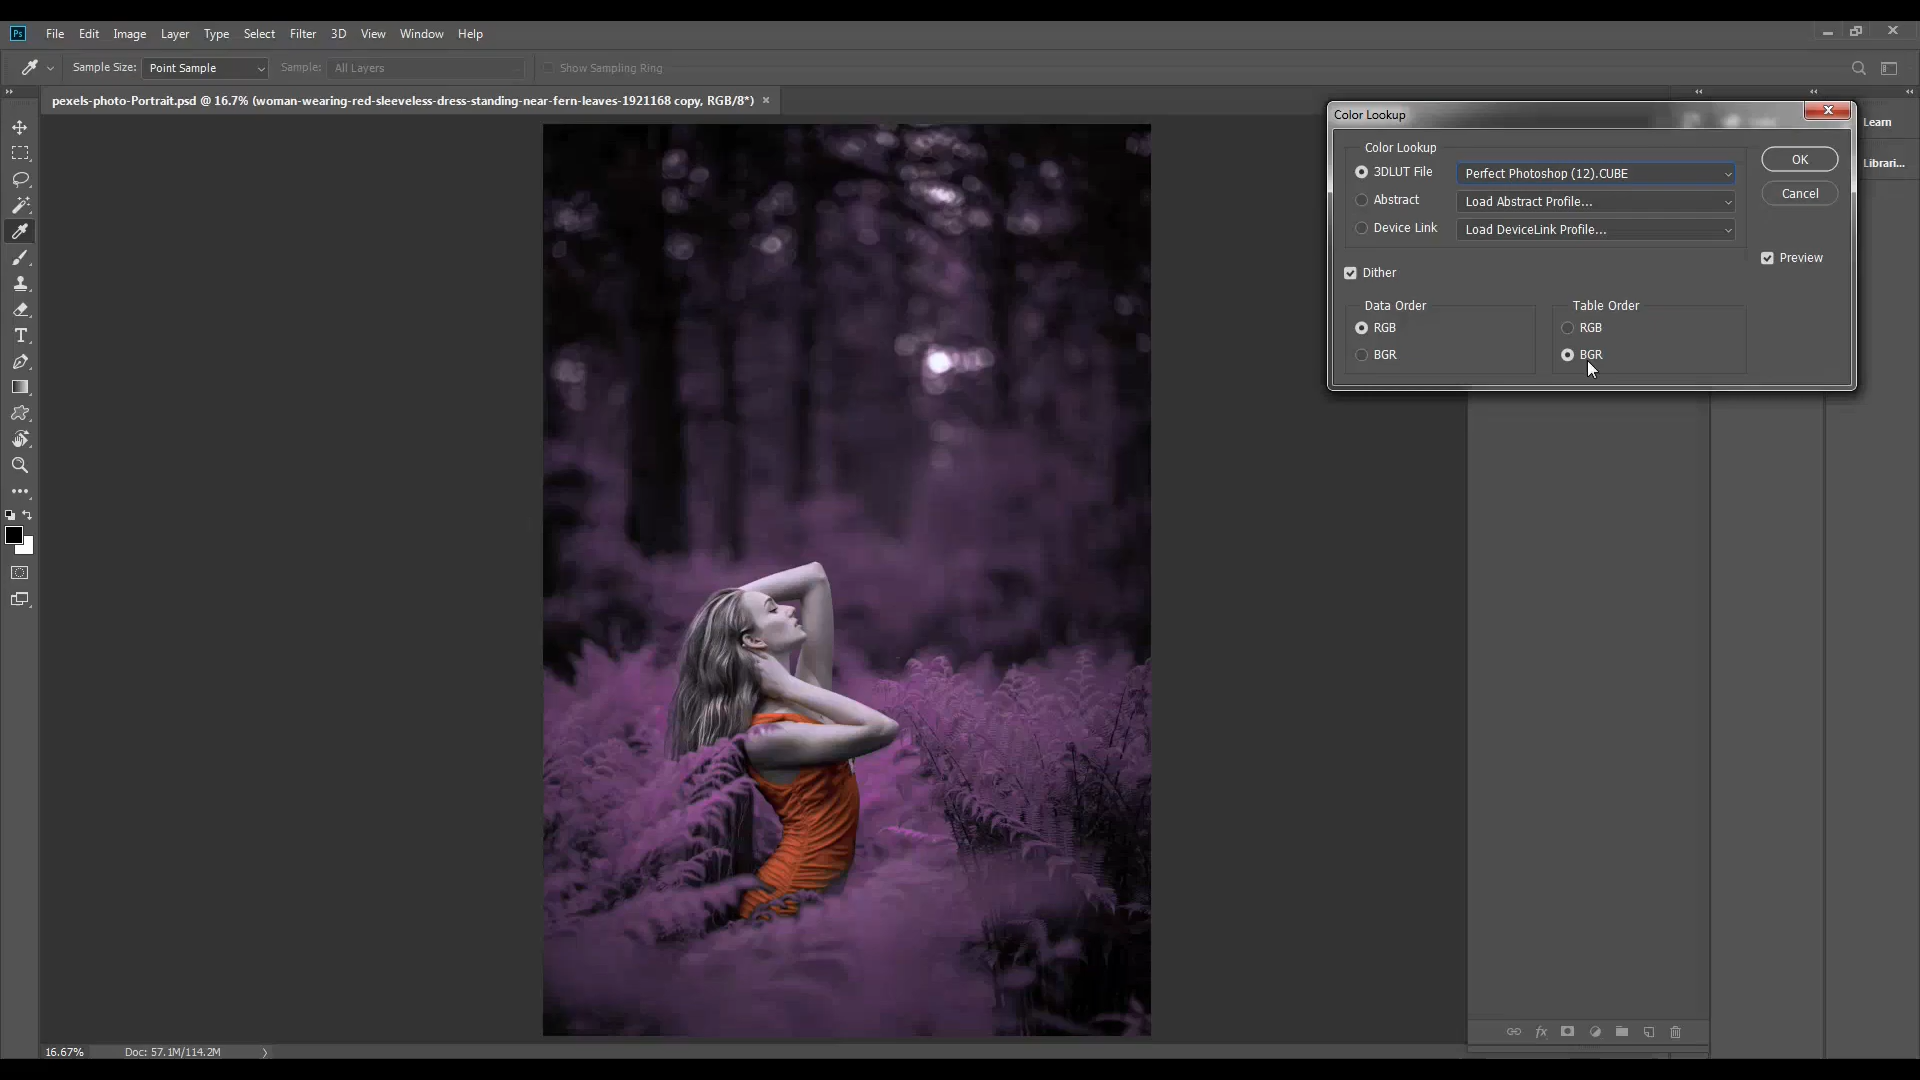 Ps File Edit Image Layer Type Select Filter 3D View Window Help
Sample Size: Point Sample Sample: All Layers Show Sampling Ring
pexels-photo-Portrait.psd @ 16.7% (woman-wearing-red-sleeveless-dress-standing-near-fern-leaves-1921168 copy, RGB/8*) ×
Color Lookup
Learn
Color Lookup
OK
Librari...
3DLUT File Perfect Photoshop (12).CUBE
Cancel
Abstract Load Abstract Profile...
Device Link Load DeviceLink Profile...
Preview
Dither
Data Order Table Order
RGB RGB
BGR BGR
fx
16.67% Doc: 57.1M/114.2M